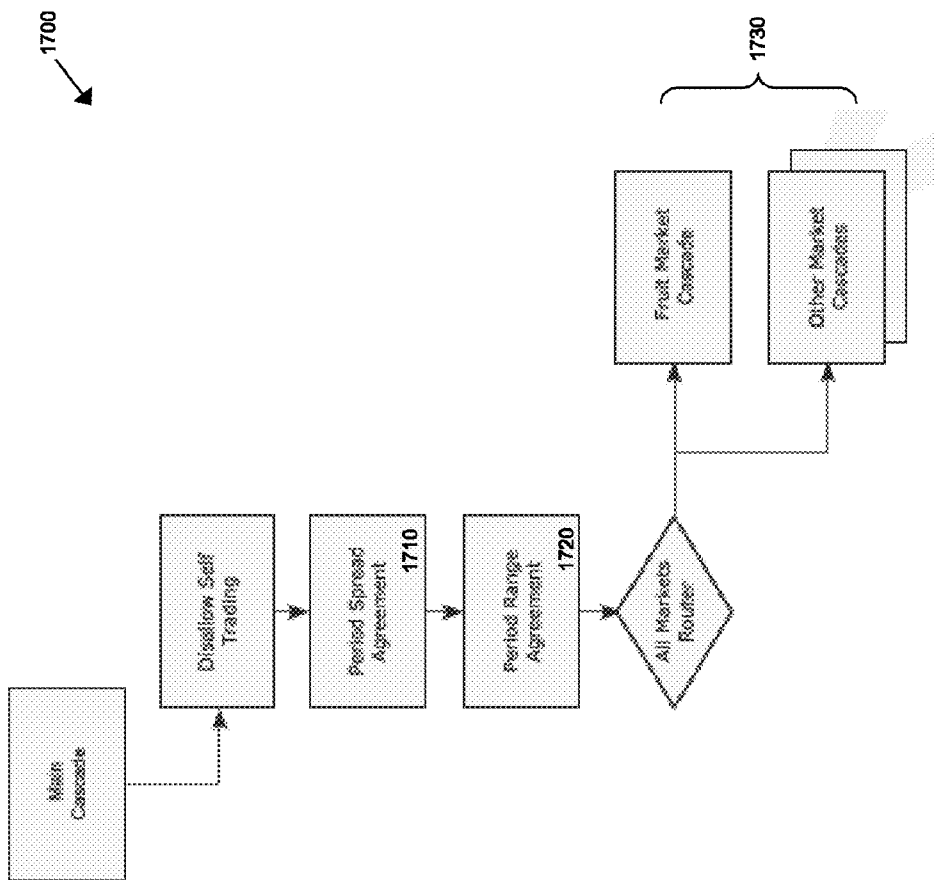 1700
Main
Cascade
Disallow Self
Trading
Period Spread
Agreement
1710
Period Range
Agreement
1720
All Markets
Router
Fruit Market
Cascade
Other Market
Cascades
1730